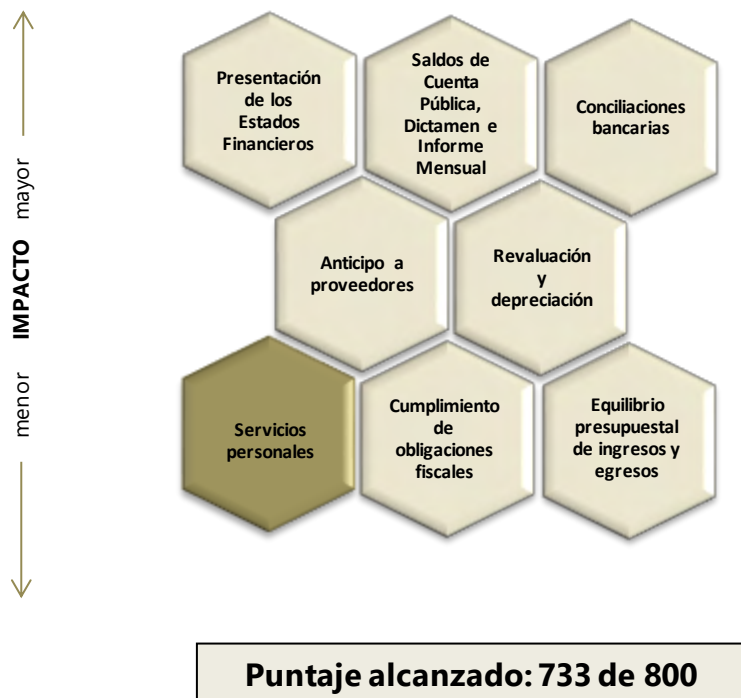 Presentación
de los
Estados
Financieros
Saldos de
Cuenta
Pública,
Dictamen e
Informe
Mensual
Conciliaciones
bancarias
Anticipo a
proveedores
Revaluación
y
depreciación
Servicios
personales
Cumplimiento
de
obligaciones
fiscales
Equilibrio
presupuestal
de ingresos y
egresos
menor IMPACTO mayor
Puntaje alcanzado: 733 de 800